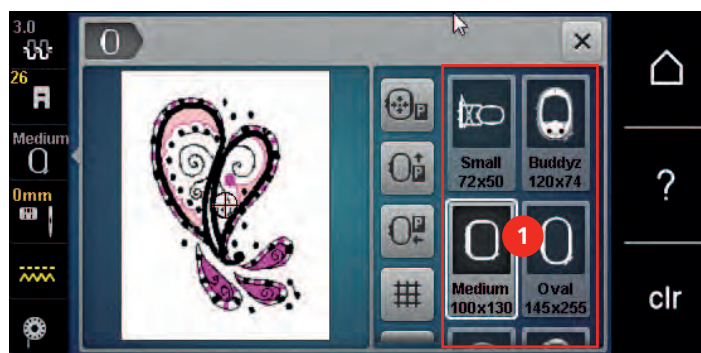 3.0
26
Medium
0mm
P
P
P
Small
72x50
Buddyz
120x74
1
Medium
100x130
Oval
145x255
?
clr